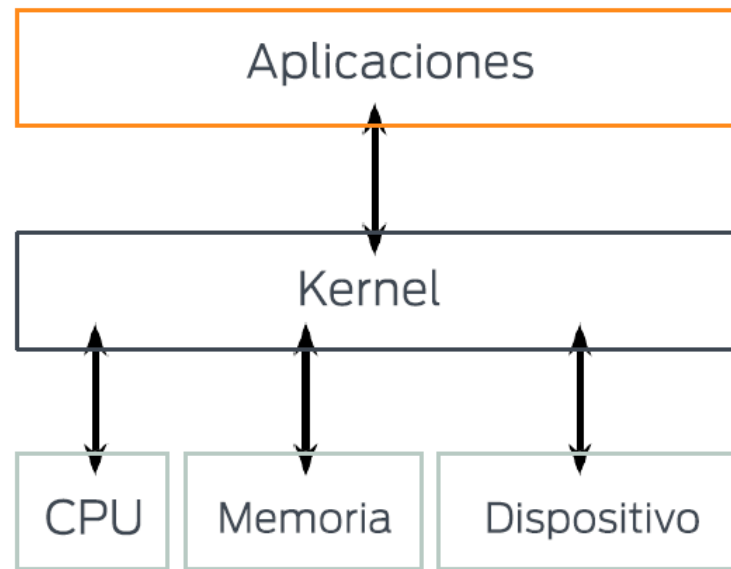 Aplicaciones
Kernel
CPU
Memoria
Dispositivo